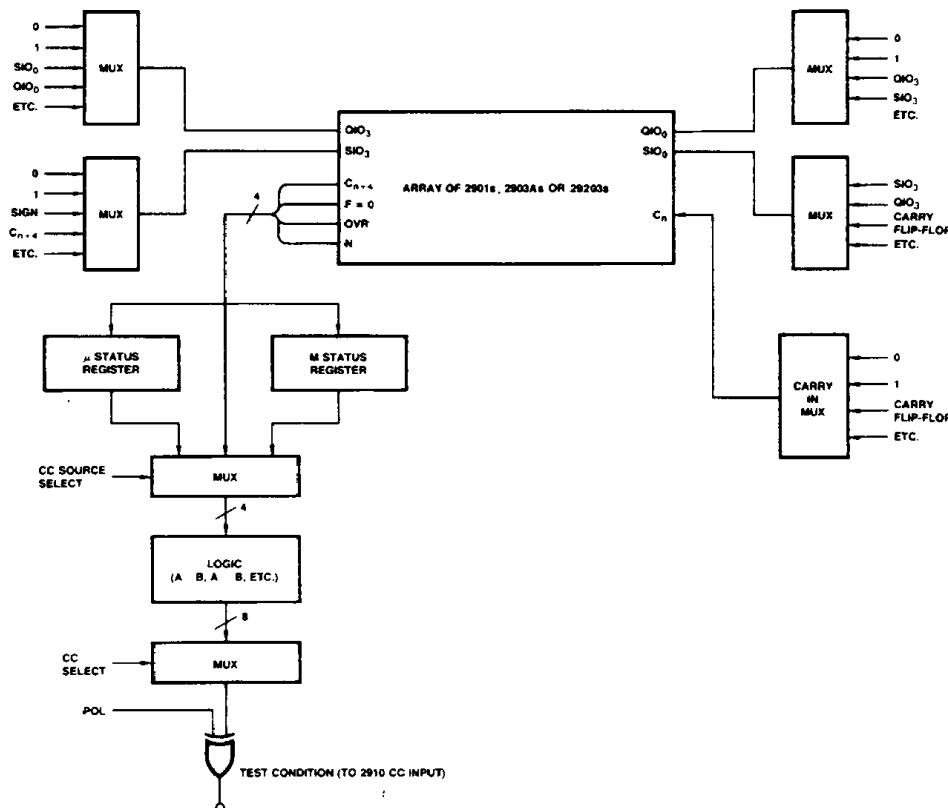 0
1
SIO₀
QIO₀
ETC.
MUX
0
1
SIGN
Cₙ₊₄
ETC.
MUX
QIO₃
SIO₃
Cₙ₊₄
F = 0
OVR
N
4
ARRAY OF 2901s, 2903As OR 29203s
QIO₀
SIO₀
Cₙ
MUX
0
1
QIO₃
SIO₃
ETC.
MUX
SIO₃
QIO₃
CARRY
FLIP-FLOP
ETC.
CARRY
IN
MUX
0
1
CARRY
FLIP-FLOP
ETC.
μ STATUS
REGISTER
M STATUS
REGISTER
CC SOURCE
SELECT
MUX
4
LOGIC
(A B, A B, ETC.)
8
CC
SELECT
MUX
POL
TEST CONDITION (TO 2910 CC INPUT)